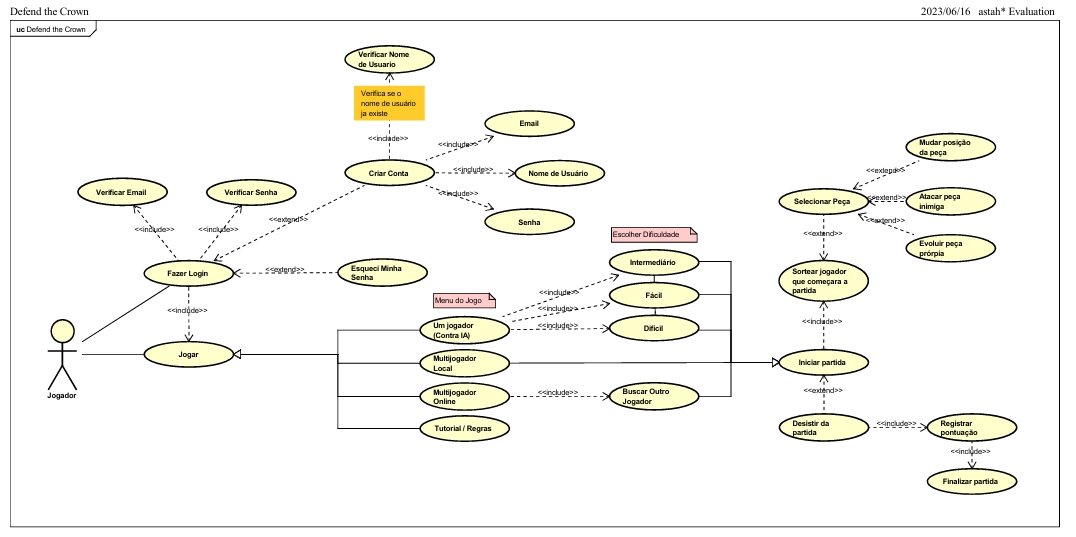 Defend the Crown
2023/06/16 astah* Evaluation
uc Defend the Crown
Verificar Nome
de Usuario
Verifica se o
nome de usuário
ja existe
<<include>>
Email
<<include>>
Criar Conta
<<include>>
Nome de Usuário
<<include>>
Senha
Verificar Email
Verificar Senha
<<include>>
<<include>>
<<extend>>
Fazer Login
<<extend>>
Esqueci Minha
Senha
<<include>>
Jogar
Jogador
Menu do Jogo
Um jogador
(Contra IA)
Multijogador
Local
Multijogador
Online
Tutorial / Regras
<<include>>
<<include>>
<<include>>
<<include>>
Escolher Dificuldade
Intermediário
Fácil
Difícil
Buscar Outro
Jogador
Mudar posição
da peça
<<extend>>
Selecionar Peça
<<extend>>
Atacar peça
inimiga
<<extend>>
Evoluir peça
prórpia
<<extend>>
Sortear jogador
que começara a
partida
<<include>>
Iniciar partida
<<extend>>
Desistir da
partida
<<include>>
Registrar
pontuação
<<include>>
Finalizar partida